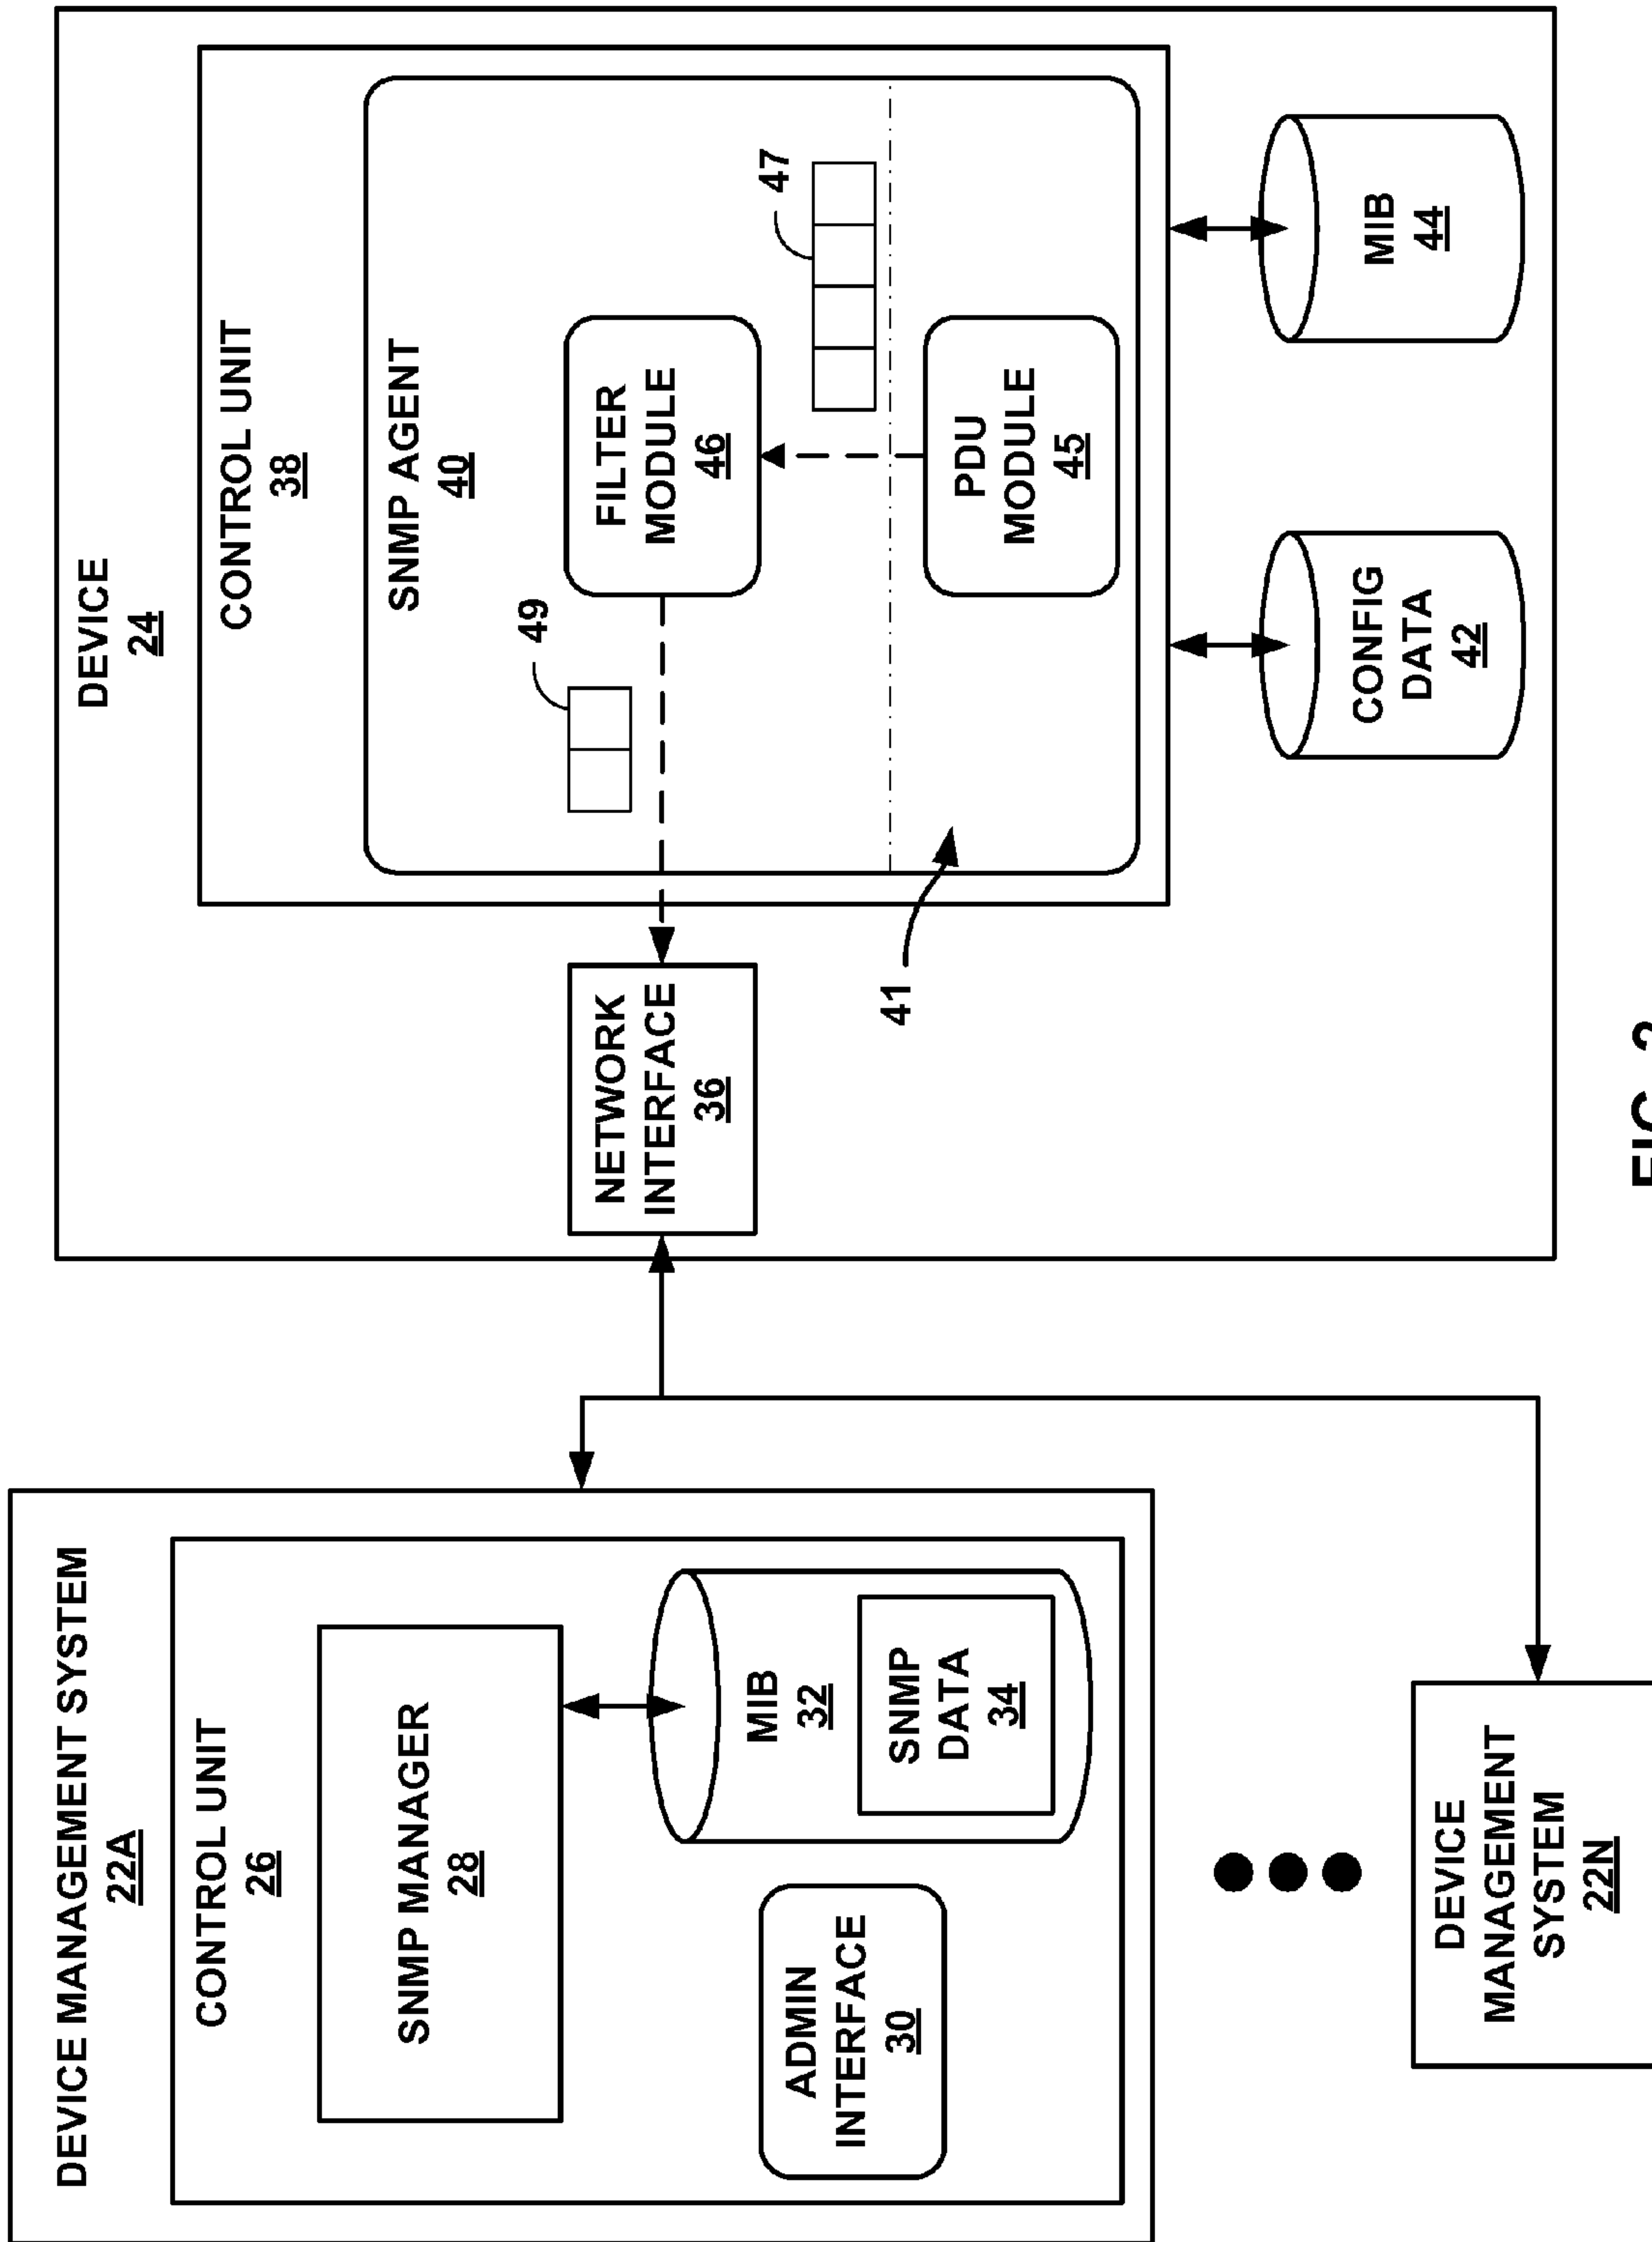 DEVICE MANAGEMENT SYSTEM
22A
CONTROL UNIT
26
SNMP MANAGER
28
ADMIN
INTERFACE
30
MIB
32
SNMP
DATA
34
DEVICE
MANAGEMENT
SYSTEM
22N
DEVICE
24
CONTROL UNIT
38
SNMP AGENT
40
NETWORK
INTERFACE
36
49
FILTER
MODULE
46
47
41
PDU
MODULE
45
CONFIG
DATA
42
MIB
44